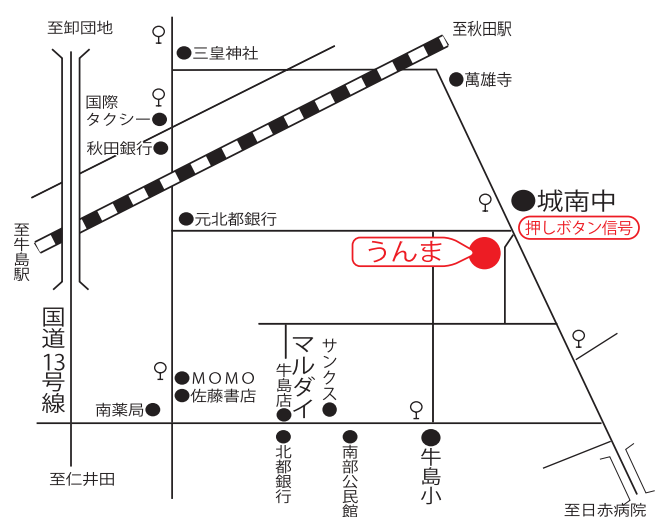 至卸団地
至秋田駅
三皇神社
萬雄寺
国際
タクシー
秋田銀行
城南中
元北都銀行
押しボタン信号
至牛島駅
うんま
国道13号線
マルダイ
牛島店
サンクス
MOMO
佐藤書店
南薬局
北都銀行
南部公民館
牛島小
至仁井田
至日赤病院